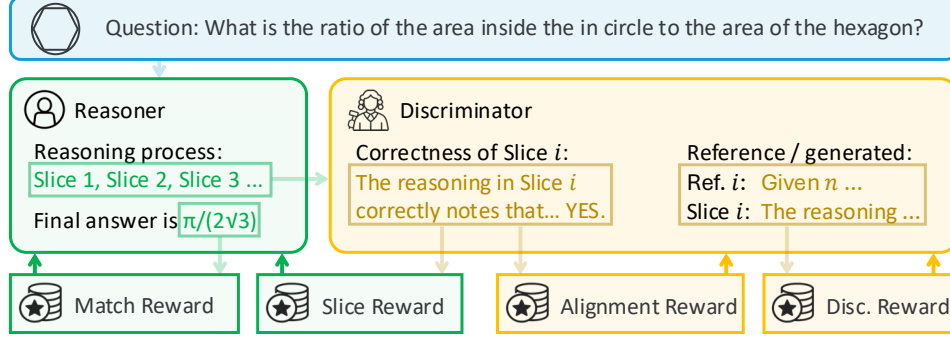 Question: What is the ratio of the area inside the in circle to the area of the hexagon?
Reasoner
Reasoning process:
Slice 1, Slice 2, Slice 3 ...
Final answer is π/(2√3)
Discriminator
Correctness of Slice i:
The reasoning in Slice i
correctly notes that... YES.
Reference / generated:
Ref. i: Given n ...
Slice i: The reasoning ...
Match Reward
Slice Reward
Alignment Reward
Disc. Reward